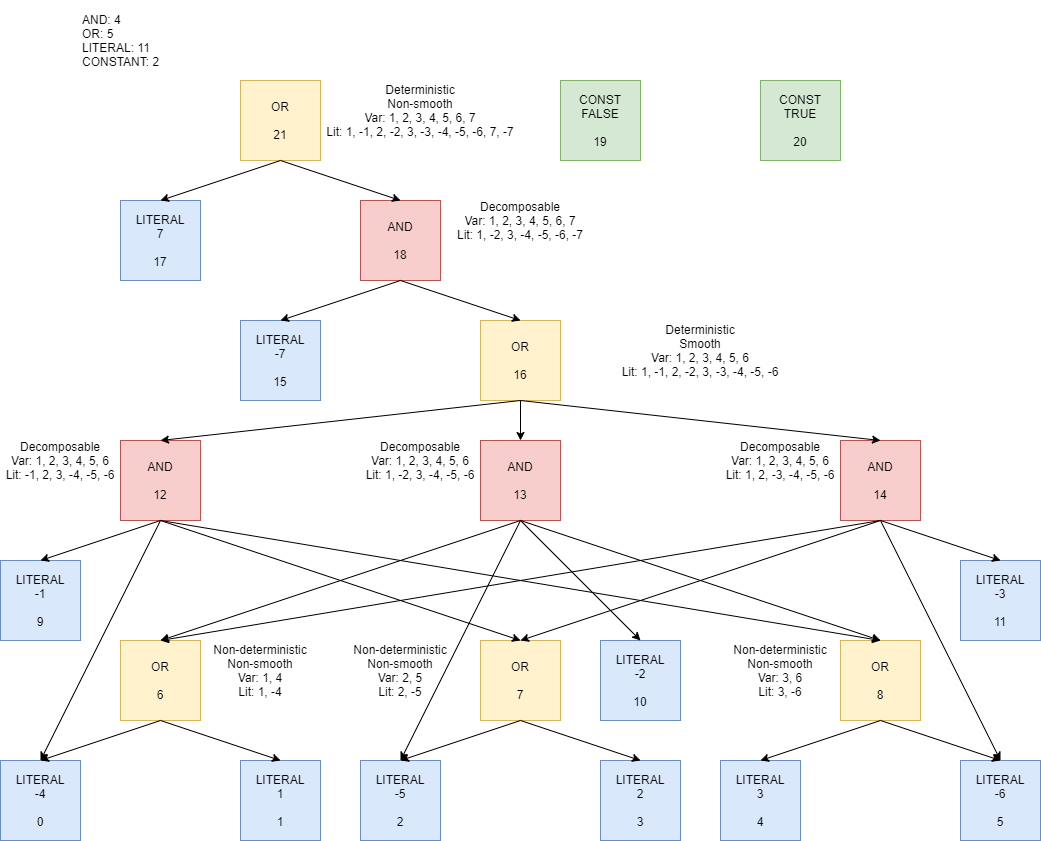 AND: 4
OR: 5
LITERAL: 11
CONSTANT: 2
OR
21
Deterministic
Non-smooth
Var: 1, 2, 3, 4, 5, 6, 7
Lit: 1, -1, 2, -2, 3, -3, -4, -5, -6, 7, -7
CONST
FALSE
19
CONST
TRUE
20
LITERAL
7
17
AND
18
Decomposable
Var: 1, 2, 3, 4, 5, 6, 7
Lit: 1, -2, 3, -4, -5, -6, -7
LITERAL
-7
15
OR
16
Deterministic
Smooth
Var: 1, 2, 3, 4, 5, 6
Lit: 1, -1, 2, -2, 3, -3, -4, -5, -6
Decomposable
Var: 1, 2, 3, 4, 5, 6
Lit: -1, 2, 3, -4, -5, -6
AND
12
Decomposable
Var: 1, 2, 3, 4, 5, 6
Lit: 1, -2, 3, -4, -5, -6
AND
13
Decomposable
Var: 1, 2, 3, 4, 5, 6
Lit: 1, 2, -3, -4, -5, -6
AND
14
LITERAL
-1
9
LITERAL
-3
11
OR
6
Non-deterministic
Non-smooth
Var: 1, 4
Lit: 1, -4
Non-deterministic
Non-smooth
Var: 2, 5
Lit: 2, -5
OR
7
LITERAL
-2
10
Non-deterministic
Non-smooth
Var: 3, 6
Lit: 3, -6
OR
8
LITERAL
-4
0
LITERAL
1
1
LITERAL
-5
2
LITERAL
2
3
LITERAL
3
4
LITERAL
-6
5